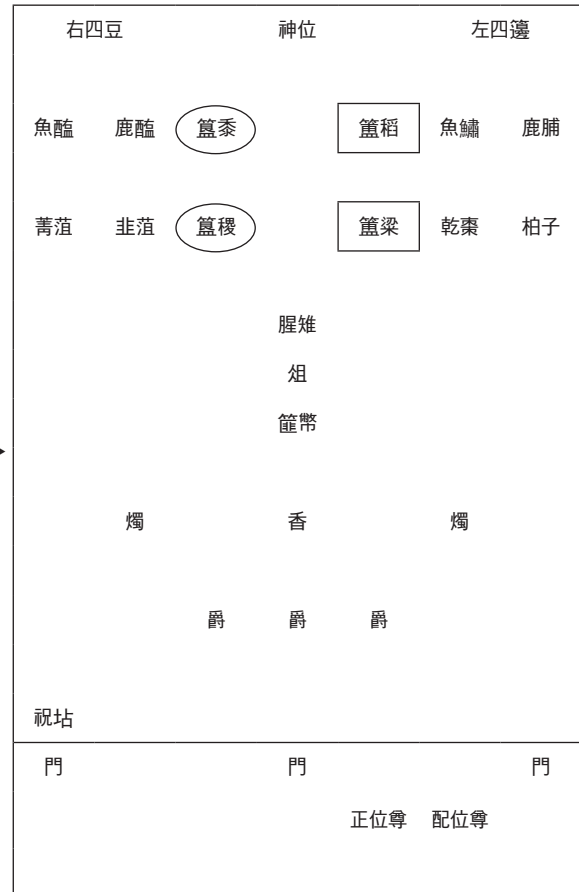 右四豆 神位 左四籩
魚醢 鹿醢 簋黍 簠稻 魚鱐 鹿脯
菁菹 韭菹 簋稷 簠粱 乾棗 柏子
腥雉
俎
篚幣
燭 香 燭
爵 爵 爵
祝坫
門 門 門
正位尊 配位尊